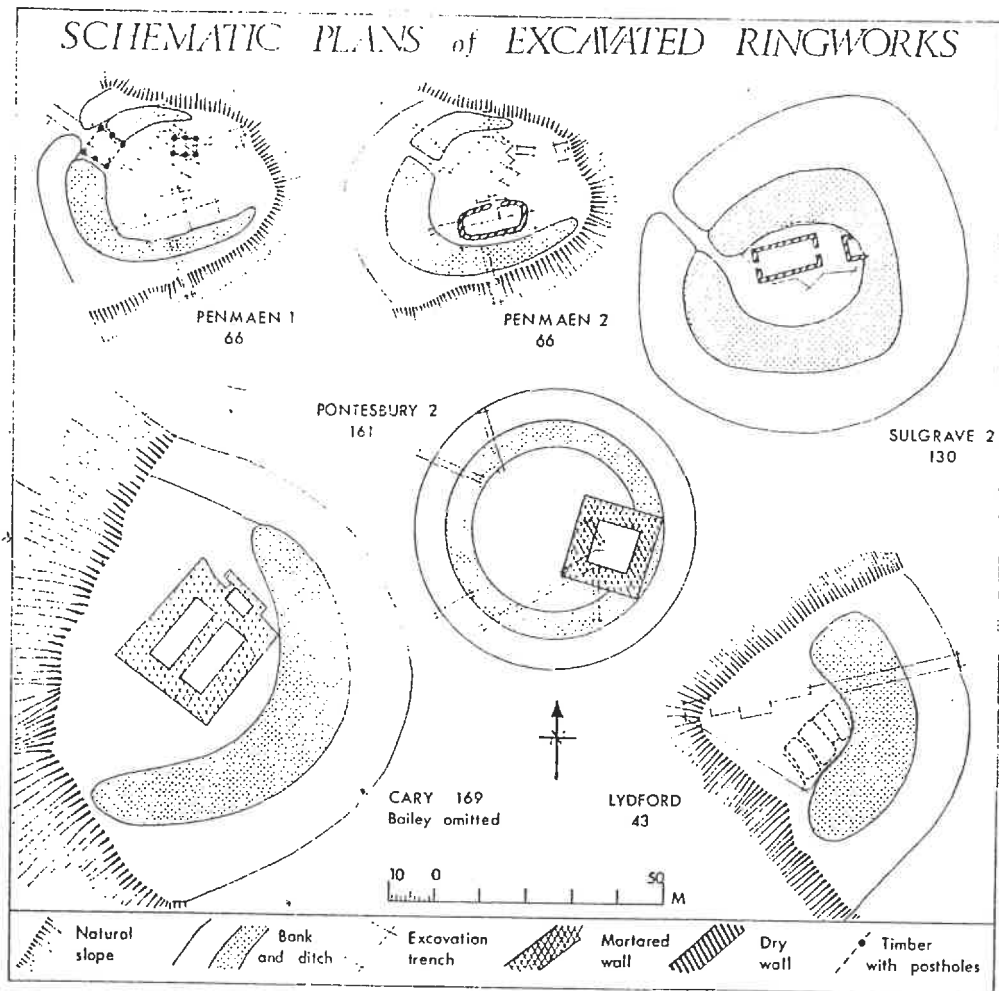 SCHEMATIC PLANS of EXCAVATED RINGWORKS
PENMAEN 1
66
PENMAEN 2
66
SULGRAVE 2
130
PONTESBURY 2
161
CARY 169
Bailey omitted
LYDFORD
43
10 0 50 M
Natural
slope
Bank
and ditch
Excavation
trench
Mortared
wall
Dry
wall
Timber
with postholes